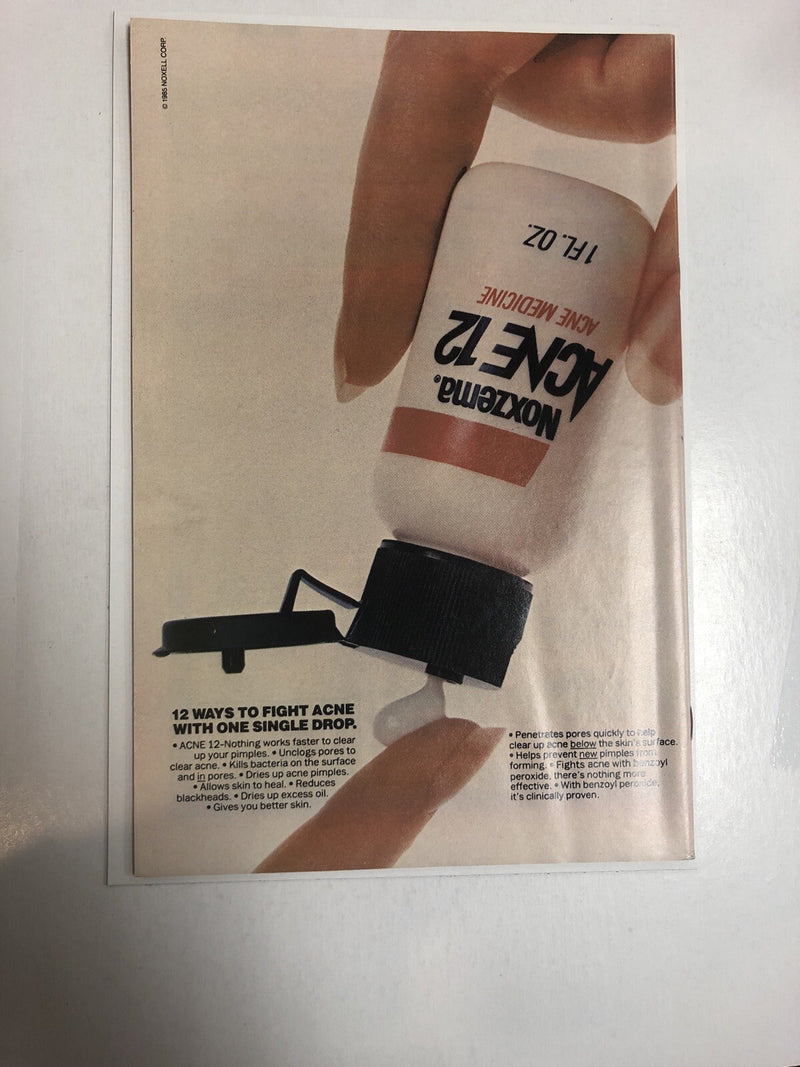 © 1985 NOXELL CORP.
1 FL. OZ.
ACNE MEDICINE
ACNE 12
Noxzema®
12 WAYS TO FIGHT ACNE
WITH ONE SINGLE DROP.
• ACNE 12-Nothing works faster to clear
up your pimples. • Unclogs pores to
clear acne. • Kills bacteria on the surface
and in pores. • Dries up acne pimples.
• Allows skin to heal. • Reduces
blackheads. • Dries up excess oil.
• Gives you better skin.
• Penetrates pores quickly to help
clear up acne below the skin's surface.
• Helps prevent new pimples from
forming. • Fights acne with benzoyl
peroxide, there's nothing more
effective. • With benzoyl peroxide,
it's clinically proven.